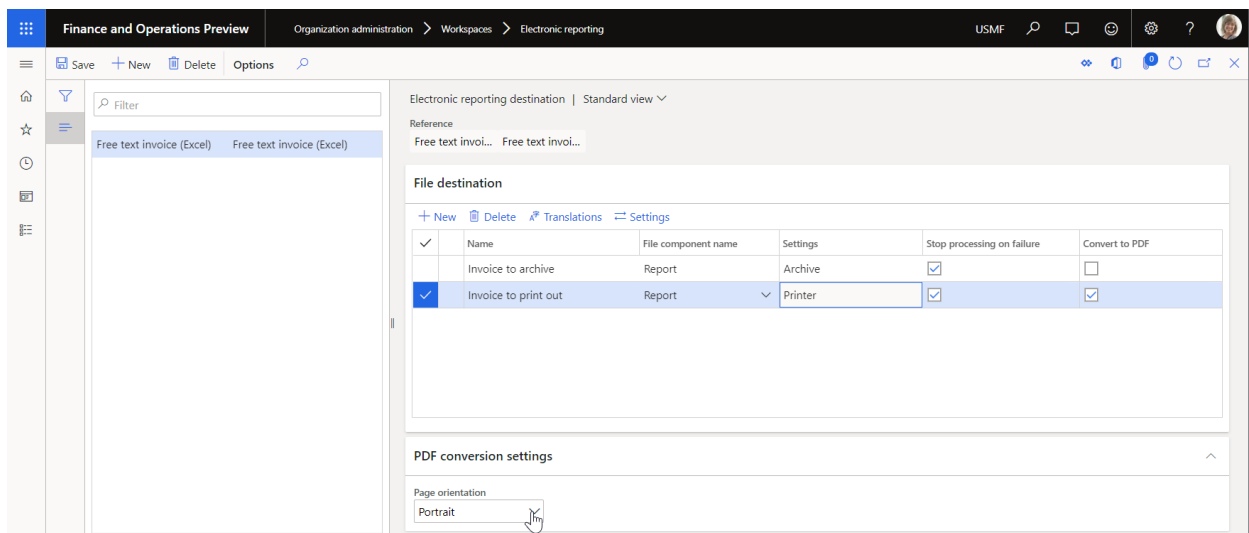 Finance and Operations Preview Organization administration Workspaces Electronic reporting USMF ?
Save New Delete Options 0
Filter
Free text invoice (Excel) Free text invoice (Excel)
Electronic reporting destination | Standard view
Reference
Free text invoi... Free text invoi...
File destination
New Delete Translations Settings
Name File component name Settings Stop processing on failure Convert to PDF
Invoice to archive Report Archive
Invoice to print out Report Printer
PDF conversion settings
Page orientation
Portrait